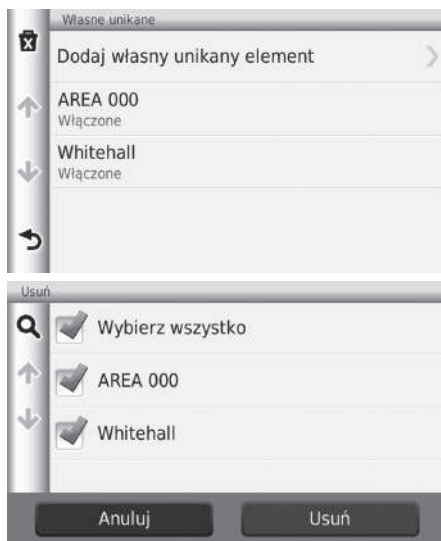 Własne unikane
Dodaj własny unikany element
AREA 000
Włączone
Whitehall
Włączone
Usuń
Wybierz wszystko
AREA 000
Whitehall
Anuluj
Usuń